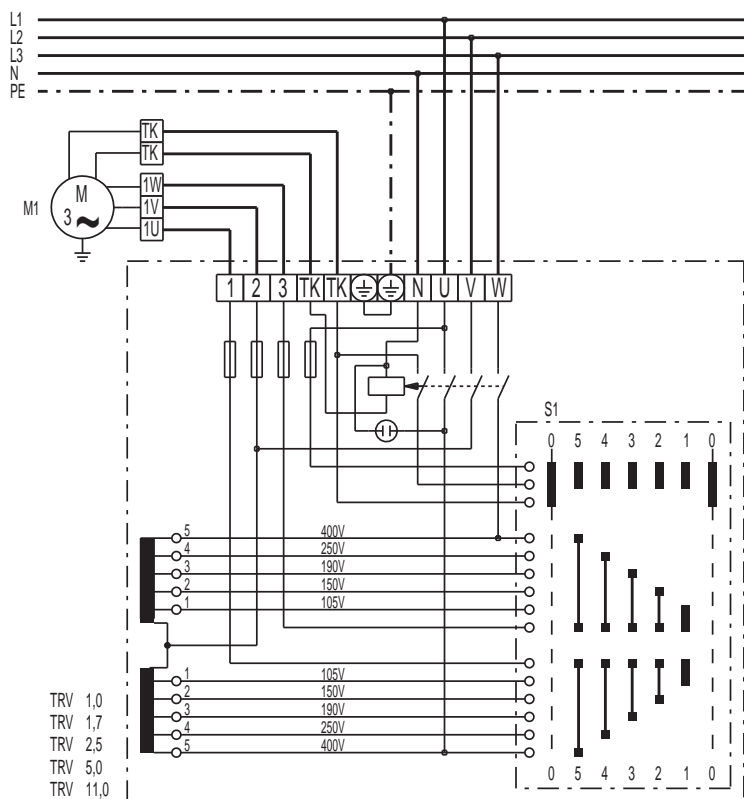 L1
L2
L3
N
PE
TK
TK
1W
1V
1U
M1
M
3
1 2 3 TK TK N U V W
S1
0 5 4 3 2 1 0
5 400V
4 250V
3 190V
2 150V
1 105V
1 105V
2 150V
3 190V
4 250V
5 400V
0 5 4 3 2 1 0
TRV 1,0
TRV 1,7
TRV 2,5
TRV 5,0
TRV 11,0